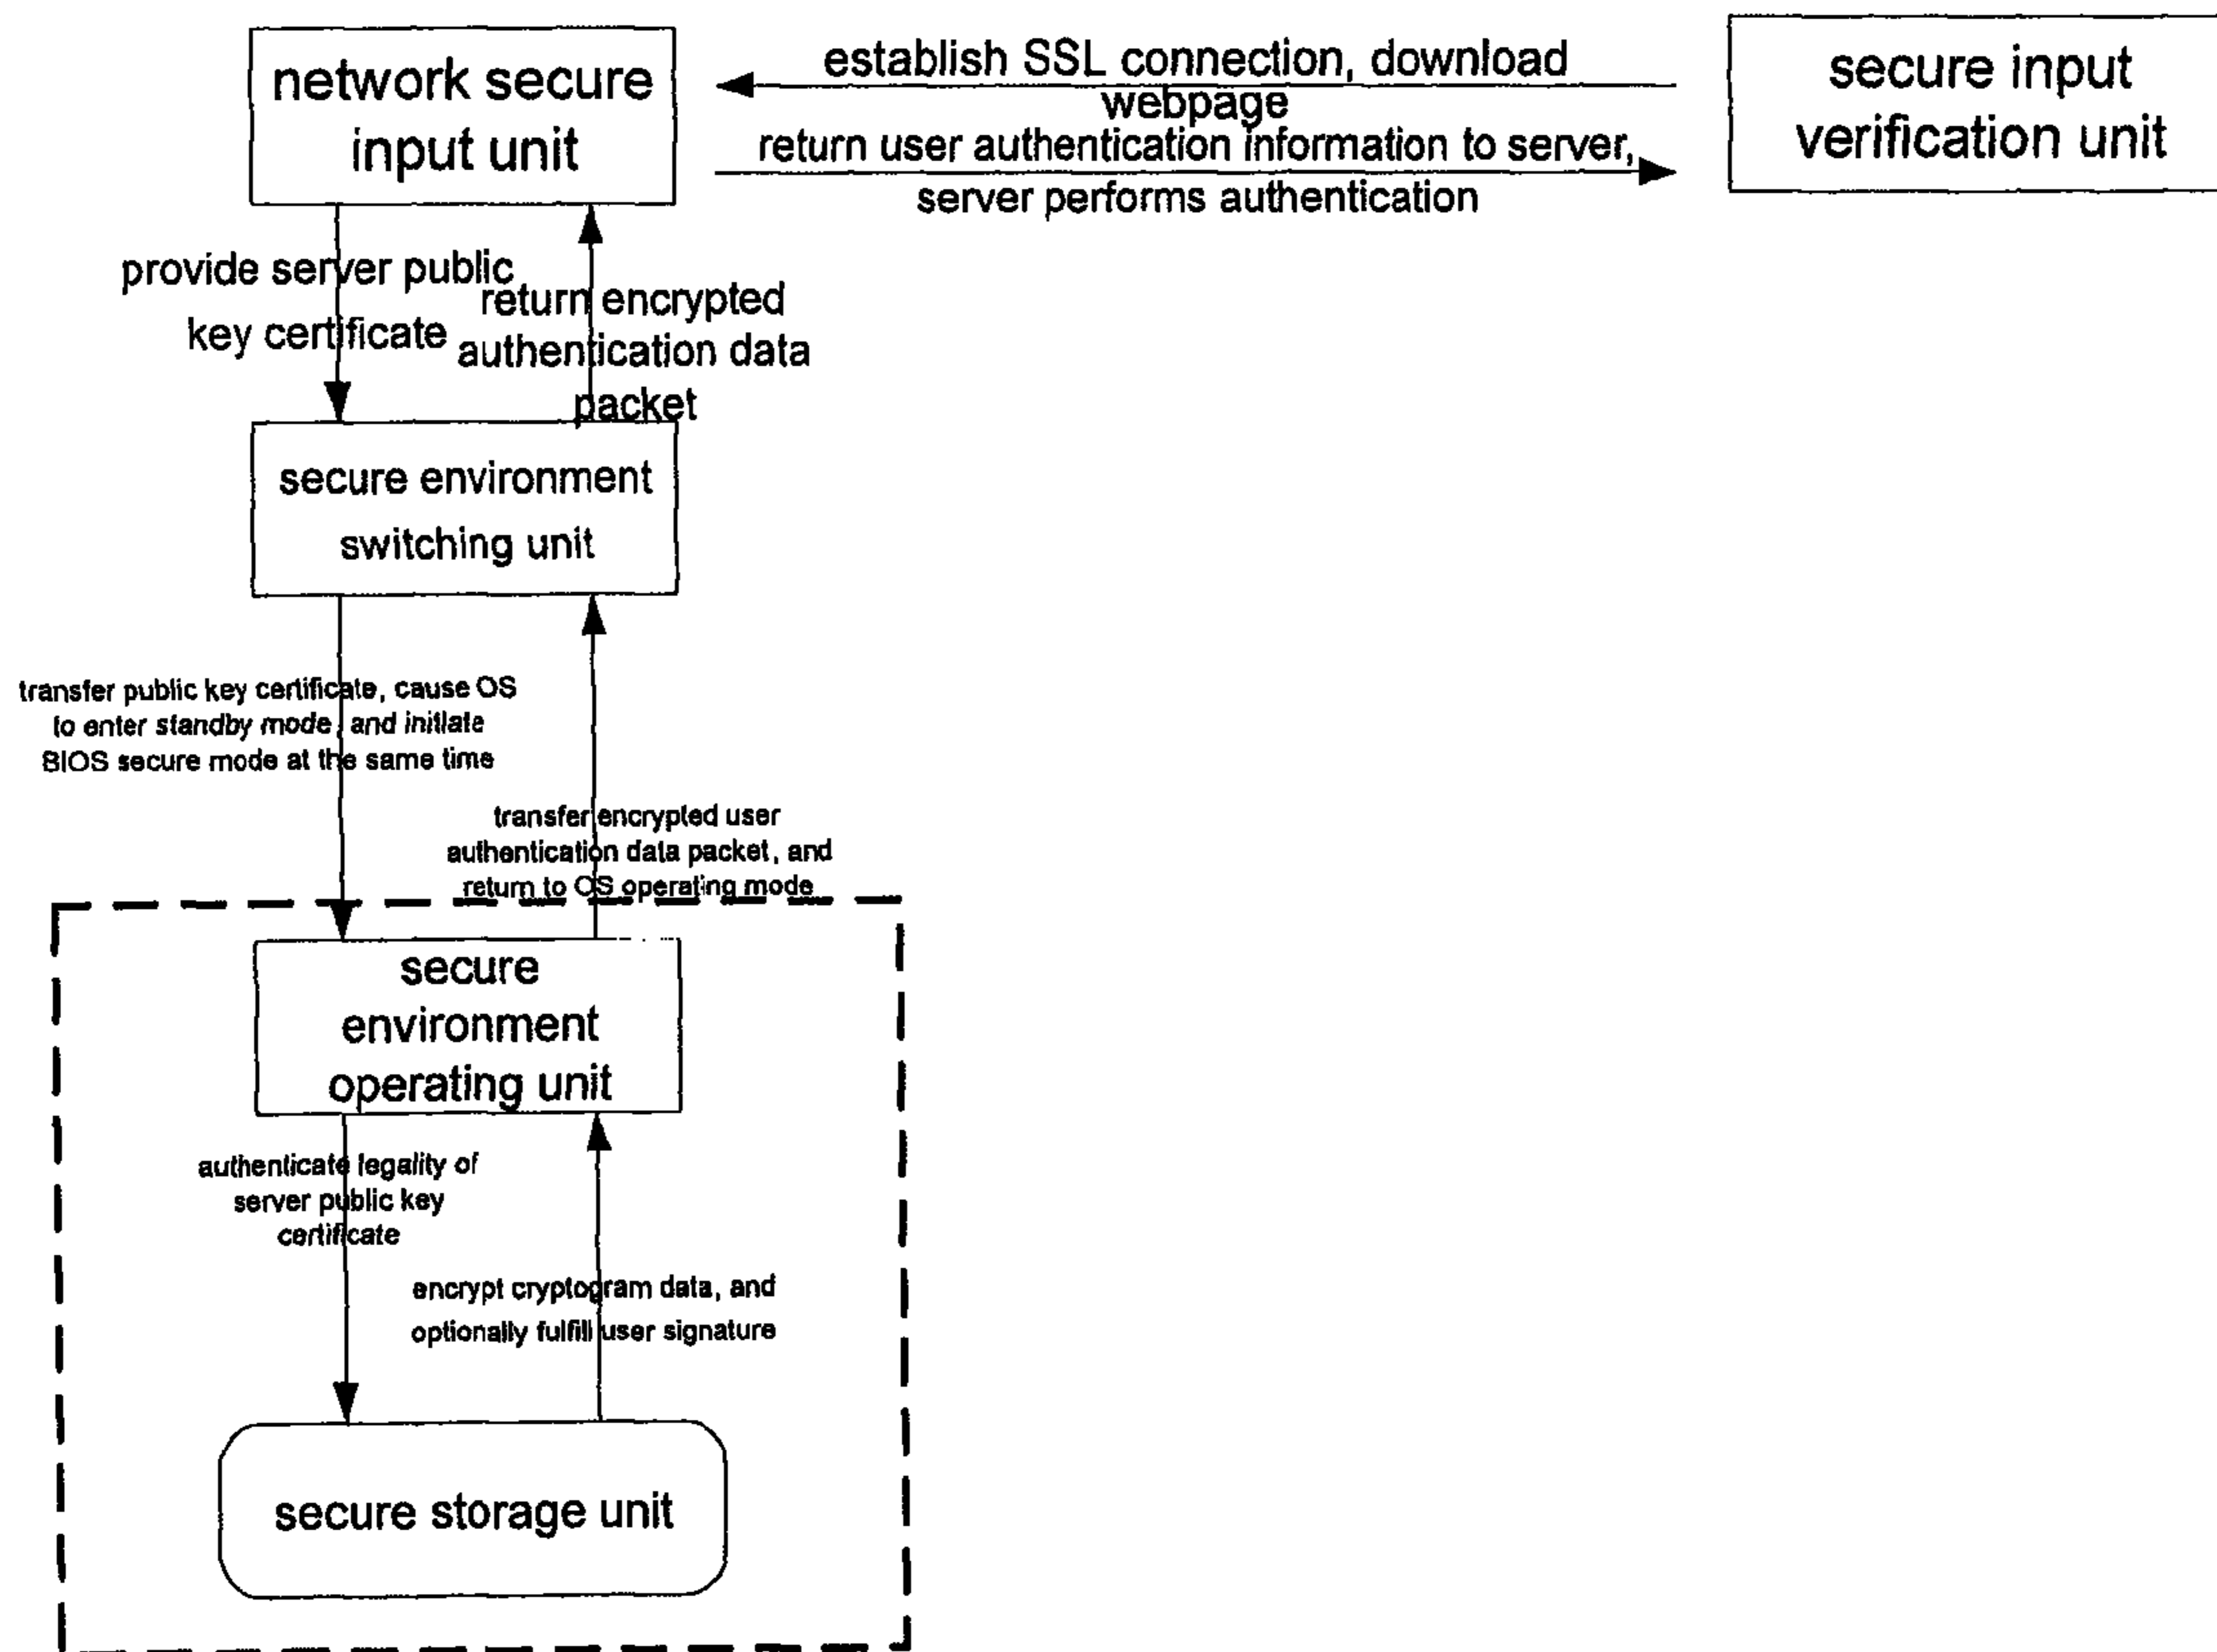 network secure
input unit
establish SSL connection, download
webpage
return user authentication information to server,
server performs authentication
secure input
verification unit
provide server public
key certificate
return encrypted
authentication data
packet
secure environment
switching unit
transfer public key certificate, cause OS
to enter standby mode, and initiate
BIOS secure mode at the same time
transfer encrypted user
authentication data packet, and
return to OS operating mode
secure
environment
operating unit
authenticate legality of
server public key
certificate
encrypt cryptogram data, and
optionally fulfill user signature
secure storage unit